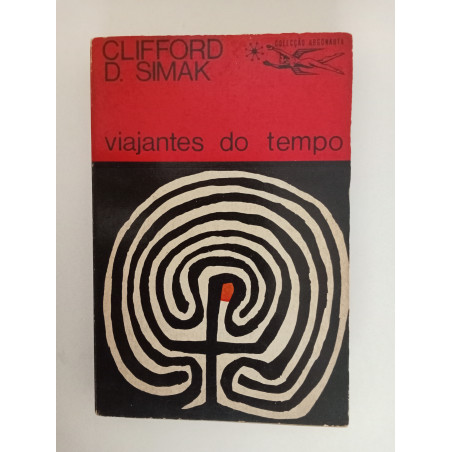 CLIFFORD
D. SIMAK
COLECÇÃO ARGONAUTA
viajantes do tempo